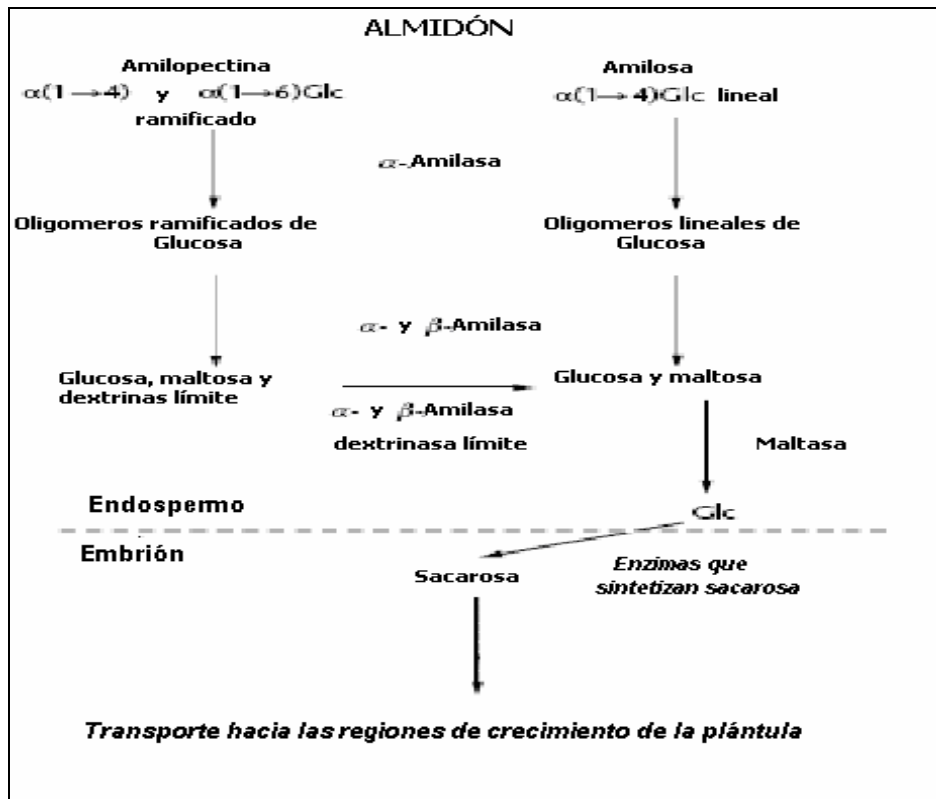 ALMIDÓN
Amilopectina
α(1→4) y α(1→6)Glc
ramificado
Amilosa
α(1→4)Glc lineal
α-Amilasa
Oligomeros ramificados de
Glucosa
Oligomeros lineales de
Glucosa
α- y β-Amilasa
Glucosa, maltosa y
dextrinas límite
Glucosa y maltosa
α- y β-Amilasa
dextrinasa límite
Maltasa
Endospermo
Glc
Embrión
Sacarosa
Enzimas que
sintetizan sacarosa
Transporte hacia las regiones de crecimiento de la plántula